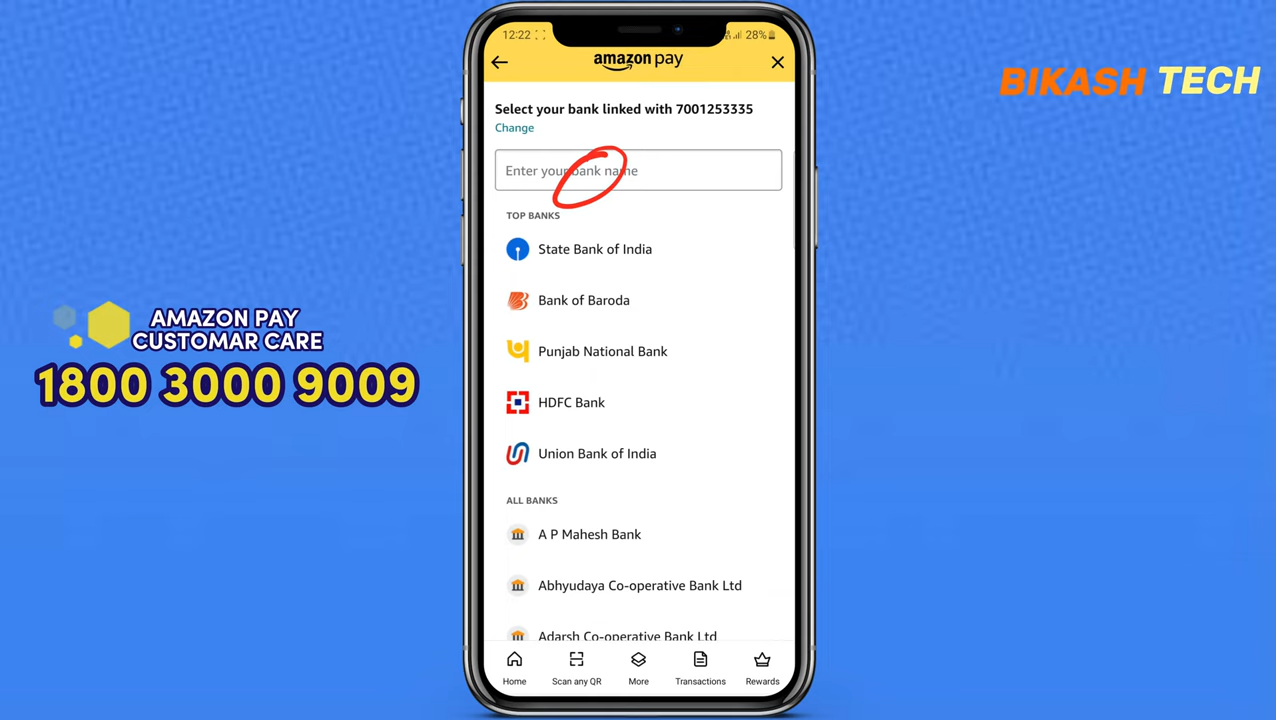 12:22
28%
amazon pay
Select your bank linked with 7001253335
Change
Enter your bank name
TOP BANKS
State Bank of India
Bank of Baroda
Punjab National Bank
HDFC Bank
Union Bank of India
ALL BANKS
A P Mahesh Bank
Abhyudaya Co-operative Bank Ltd
Adarsh Co-operative Bank Ltd
Home
Scan any QR
More
Transactions
Rewards
AMAZON PAY
CUSTOMAR CARE
1800 3000 9009
BIKASH TECH